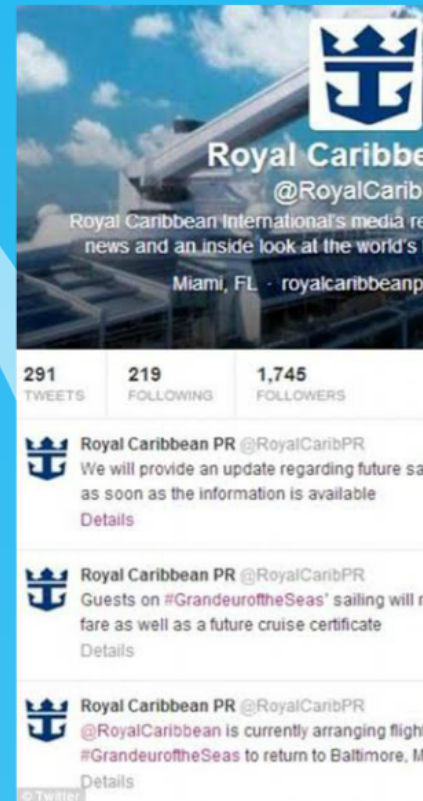 Royal Caribbe
@RoyalCarib
Royal Caribbean International's media re
news and an inside look at the world's
Miami, FL · royalcaribbeanp
291
TWEETS
219
FOLLOWING
1,745
FOLLOWERS
Royal Caribbean PR @RoyalCaribPR
We will provide an update regarding future sa
as soon as the information is available
Details
Royal Caribbean PR @RoyalCaribPR
Guests on #GrandeuroftheSeas' sailing will r
fare as well as a future cruise certificate
Details
Royal Caribbean PR @RoyalCaribPR
@RoyalCaribbean is currently arranging flight
#GrandeuroftheSeas to return to Baltimore, M
Details
© Twitter